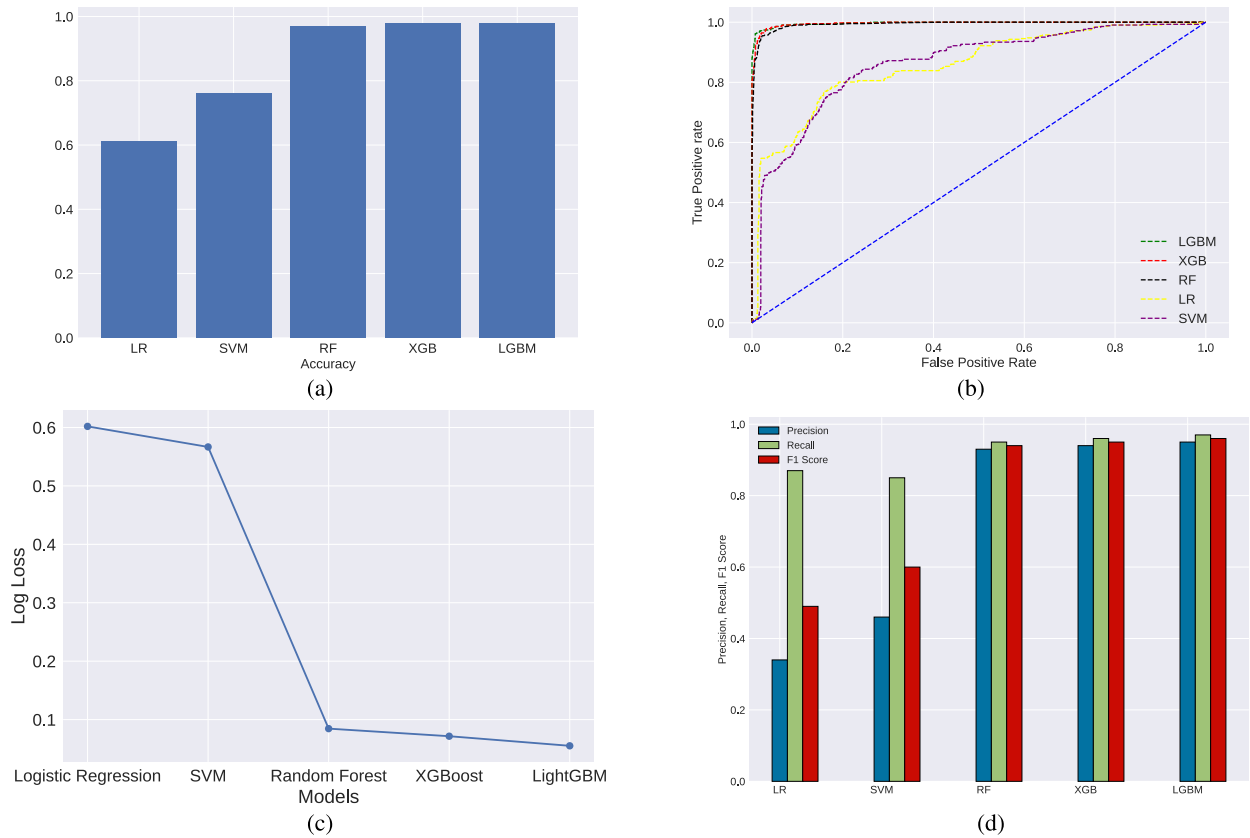 1.0
0.8
0.6
0.4
0.2
0.0
LR SVM RF XGB LGBM
Accuracy
(a)
True Positive rate
1.0
0.8
0.6
0.4
0.2
0.0
LGBM
XGB
RF
LR
SVM
0.0 0.2 0.4 0.6 0.8 1.0
False Positive Rate
(b)
Log Loss
0.6
0.5
0.4
0.3
0.2
0.1
Logistic Regression SVM Random Forest XGBoost LightGBM
Models
(c)
Precision, Recall, F1 Score
1.0
0.8
0.6
0.4
0.2
0.0
Precision
Recall
F1 Score
LR SVM RF XGB LGBM
(d)